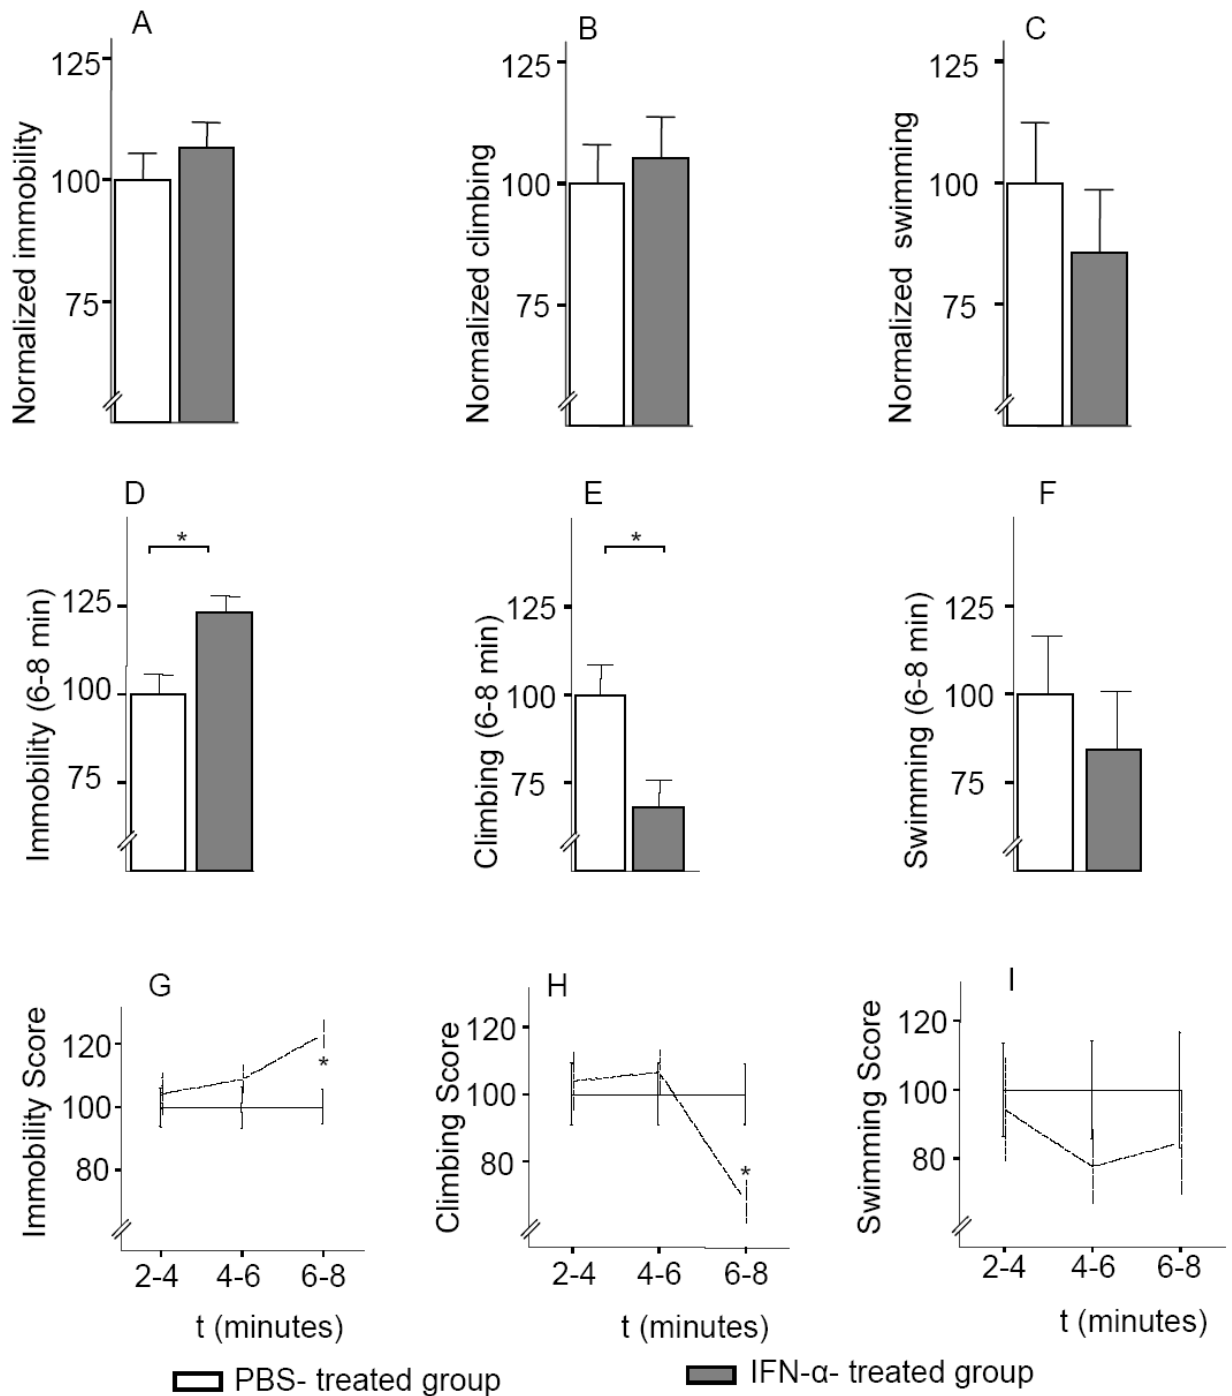 A
B
C
Normalized immobility
125
100
75
Normalized climbing
125
100
75
Normalized swimming
125
100
75
D
E
F
Immobility (6-8 min)
125
100
75
*
Climbing (6-8 min)
125
100
75
*
Swimming (6-8 min)
125
100
75
G
H
I
Immobility Score
120
100
80
*
2-4 4-6 6-8
t (minutes)
Climbing Score
120
100
80
*
2-4 4-6 6-8
t (minutes)
Swimming Score
120
100
80
2-4 4-6 6-8
t (minutes)
PBS- treated group
IFN-α- treated group